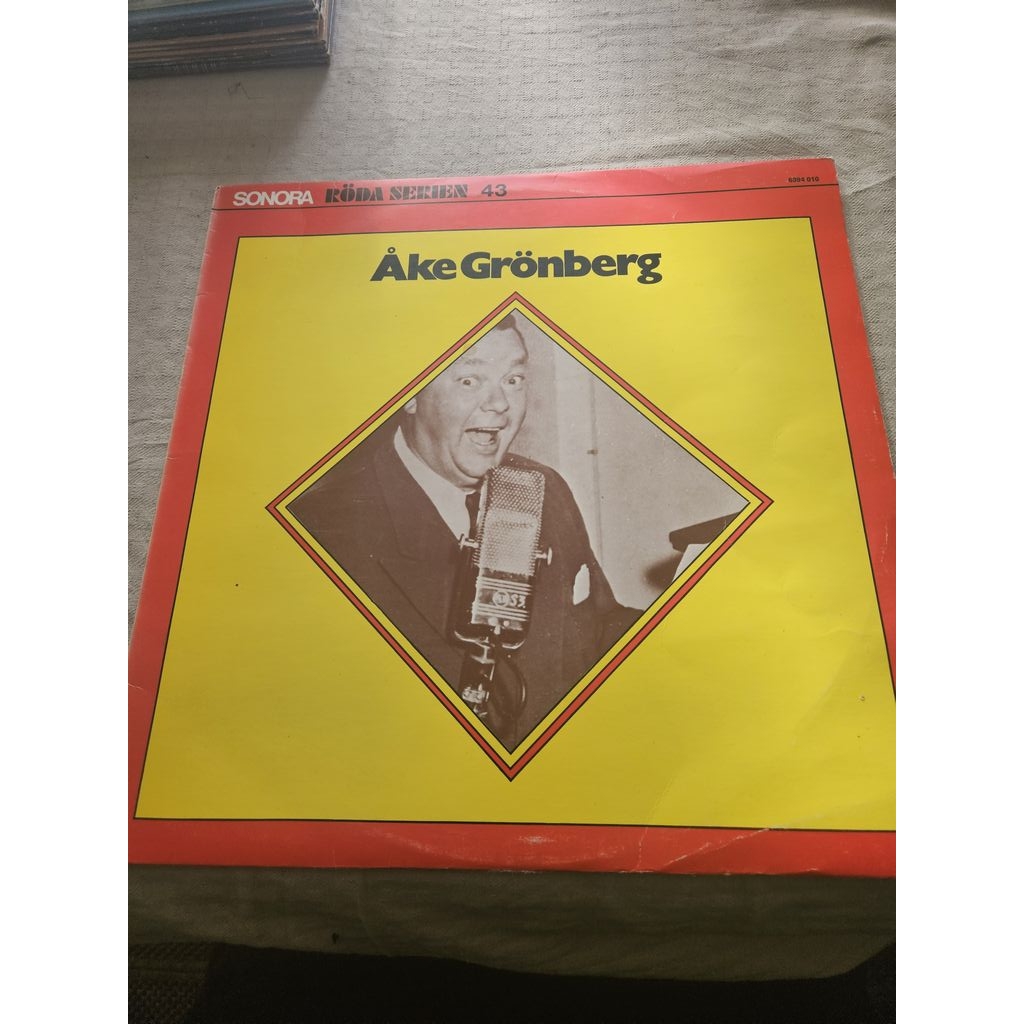 SONORA RÖDA SERIEN 43 6394 010
Åke Grönberg